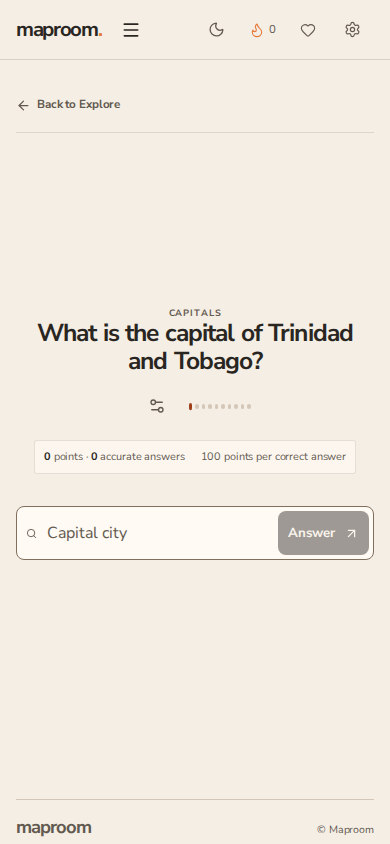 maproom.
0
Back to Explore
CAPITALS
What is the capital of Trinidad
and Tobago?
0 points · 0 accurate answers
100 points per correct answer
Capital city
Answer
maproom
© Maproom